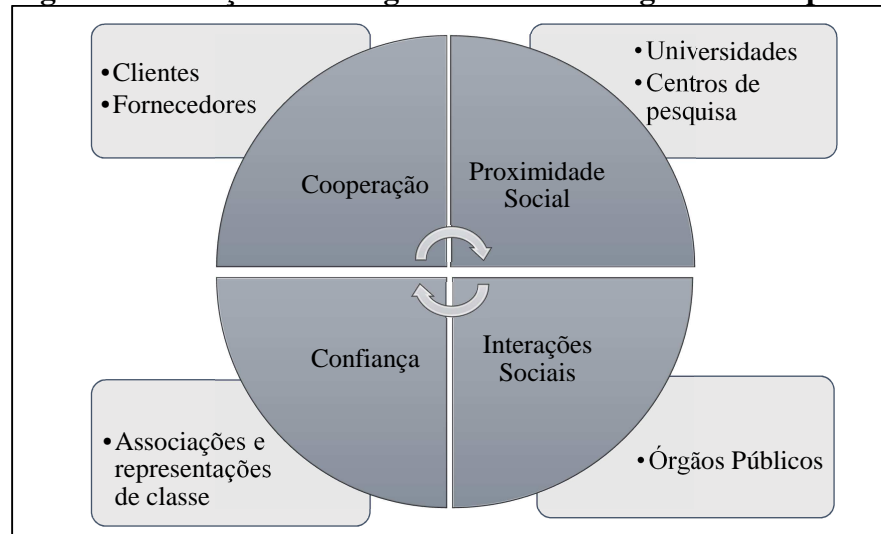 • Clientes
• Fornecedores
• Universidades
• Centros de
pesquisa
Cooperação
Proximidade
Social
Confiança
Interações
Sociais
• Associações e
representações
de classe
• Órgãos Públicos